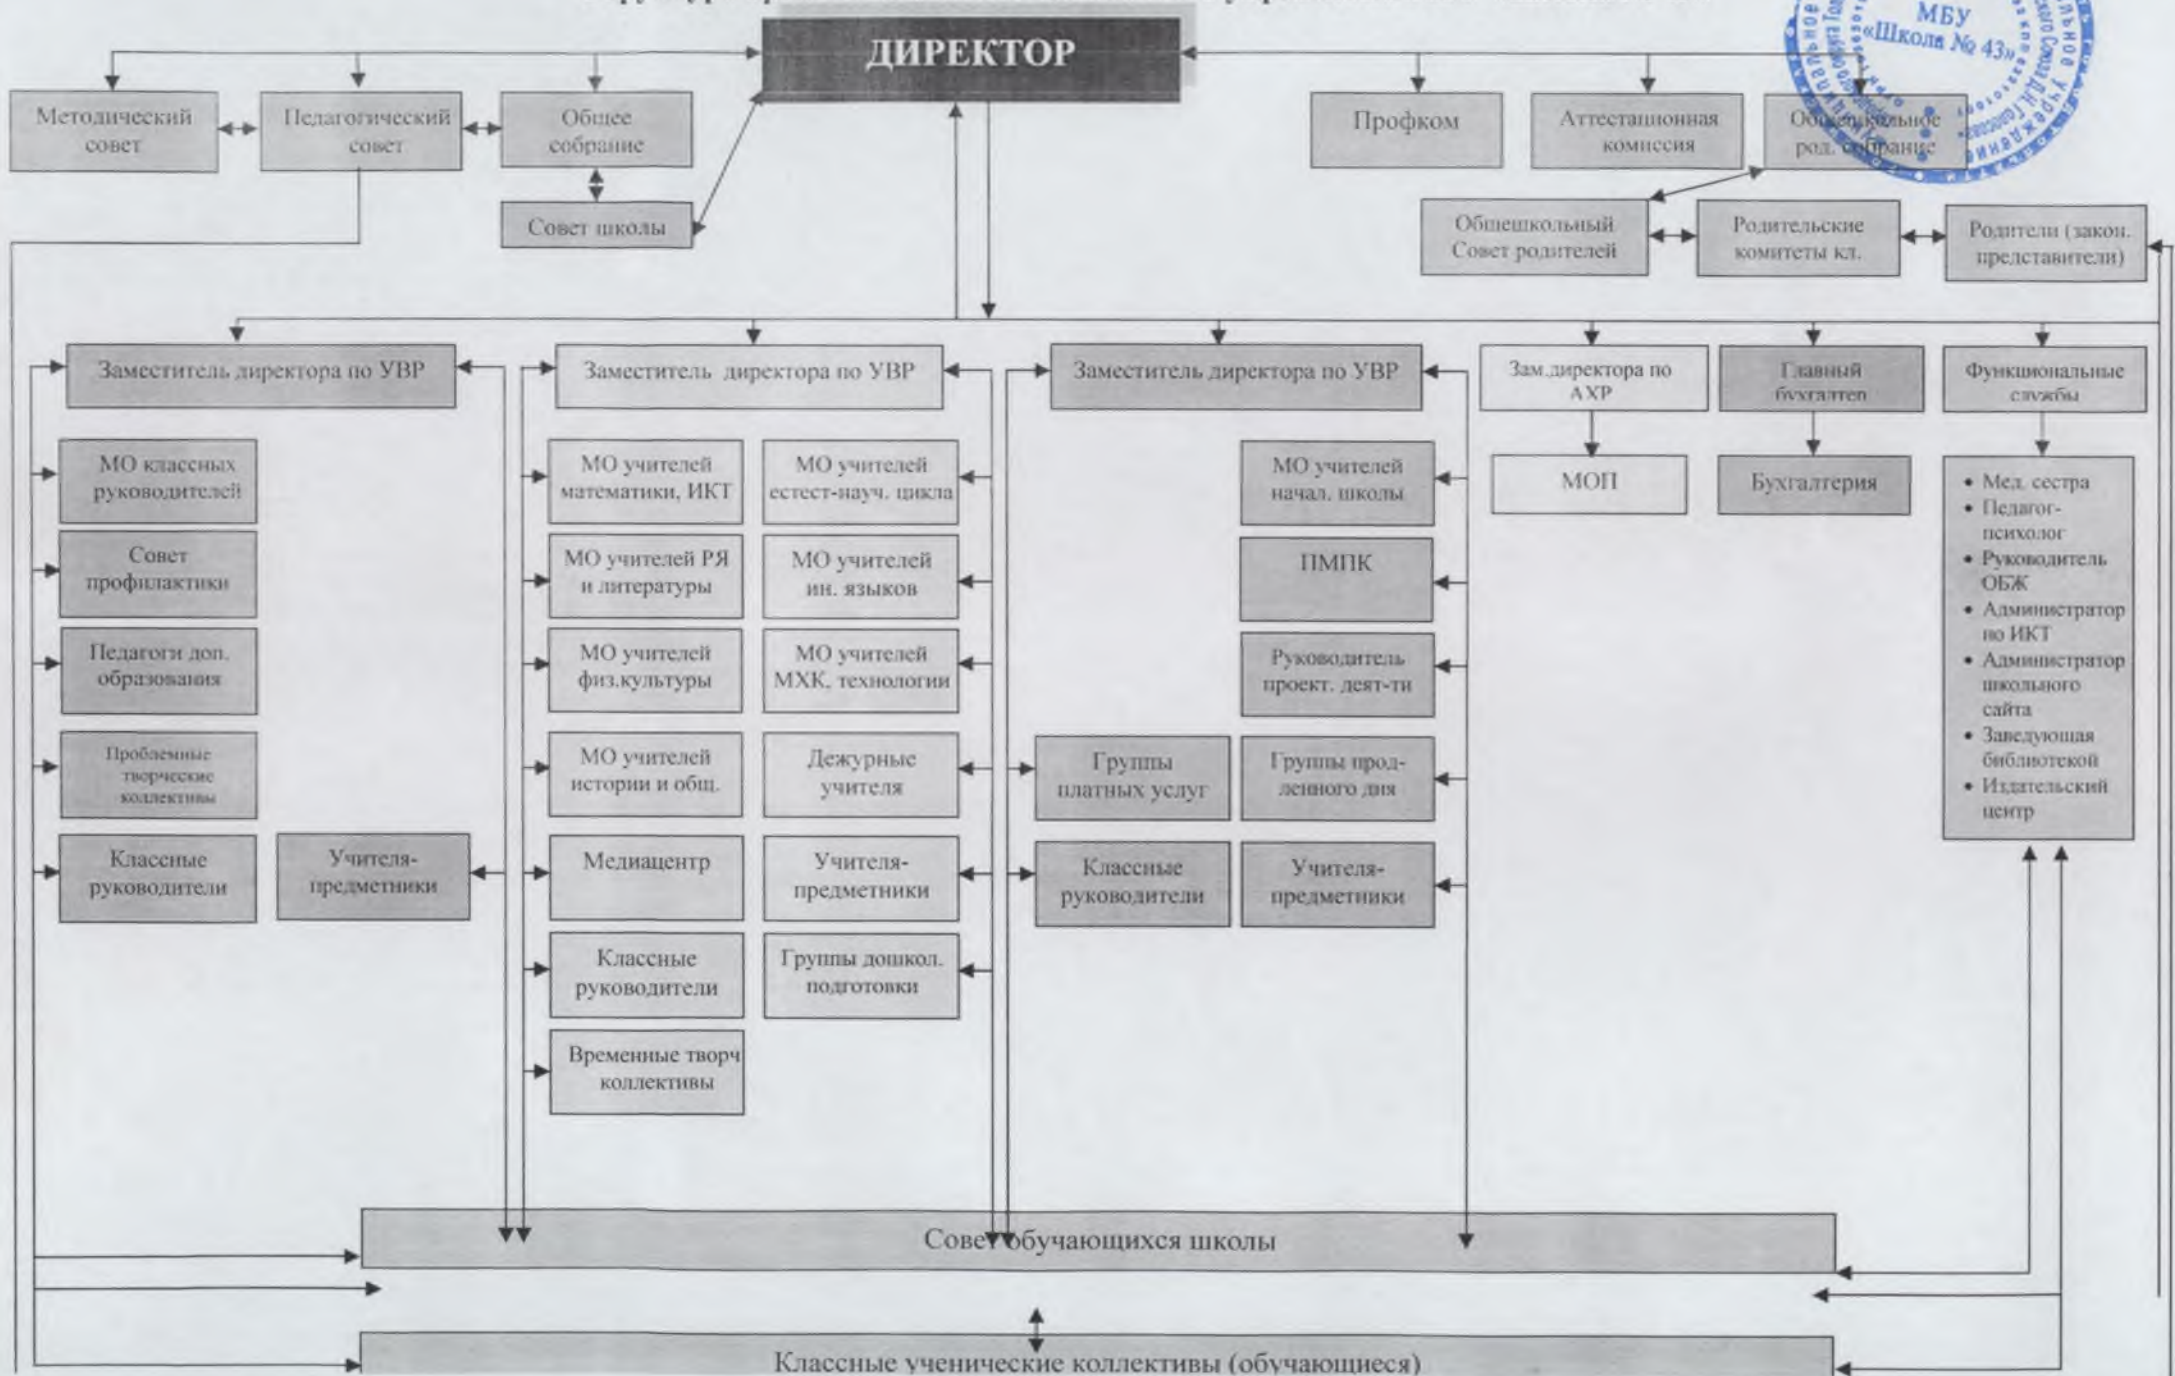 ДИРЕКТОР
МБУ
«Школа № 43»
Методический
совет
Педагогический
совет
Общее
собрание
Совет школы
Профком
Аттестационная
комиссия
Общешкольное
род. собрание
Общешкольный
Совет родителей
Родительские
комитеты кл.
Родители (закон.
представители)
Заместитель директора по УВР
Заместитель директора по УВР
Заместитель директора по УВР
Зам.директора по
АХР
Главный
бухгалтер
Функциональные
службы
МО классных
руководителей
Совет
профилактики
Педагоги доп.
образования
Проблемные
творческие
коллективы
Классные
руководители
Учителя-
предметники
МО учителей
математики, ИКТ
МО учителей РЯ
и литературы
МО учителей
физ.культуры
МО учителей
истории и общ.
Медиацентр
Классные
руководители
Временные творч
коллективы
МО учителей
естест-науч. цикла
МО учителей
ин. языков
МО учителей
МХК, технологии
Дежурные
учителя
Учителя-
предметники
Группы дошкол.
подготовки
Группы
платных услуг
Классные
руководители
МО учителей
начал. школы
ПМПК
Руководитель
проект. деят-ти
Группы прод-
ленного дня
Учителя-
предметники
МОП
Бухгалтерия
• Мед. сестра
• Педагог-
психолог
• Руководитель
ОБЖ
• Администратор
по ИКТ
• Администратор
школьного
сайта
• Заведующая
библиотекой
• Издательский
центр
Совет обучающихся школы
Классные ученические коллективы (обучающиеся)